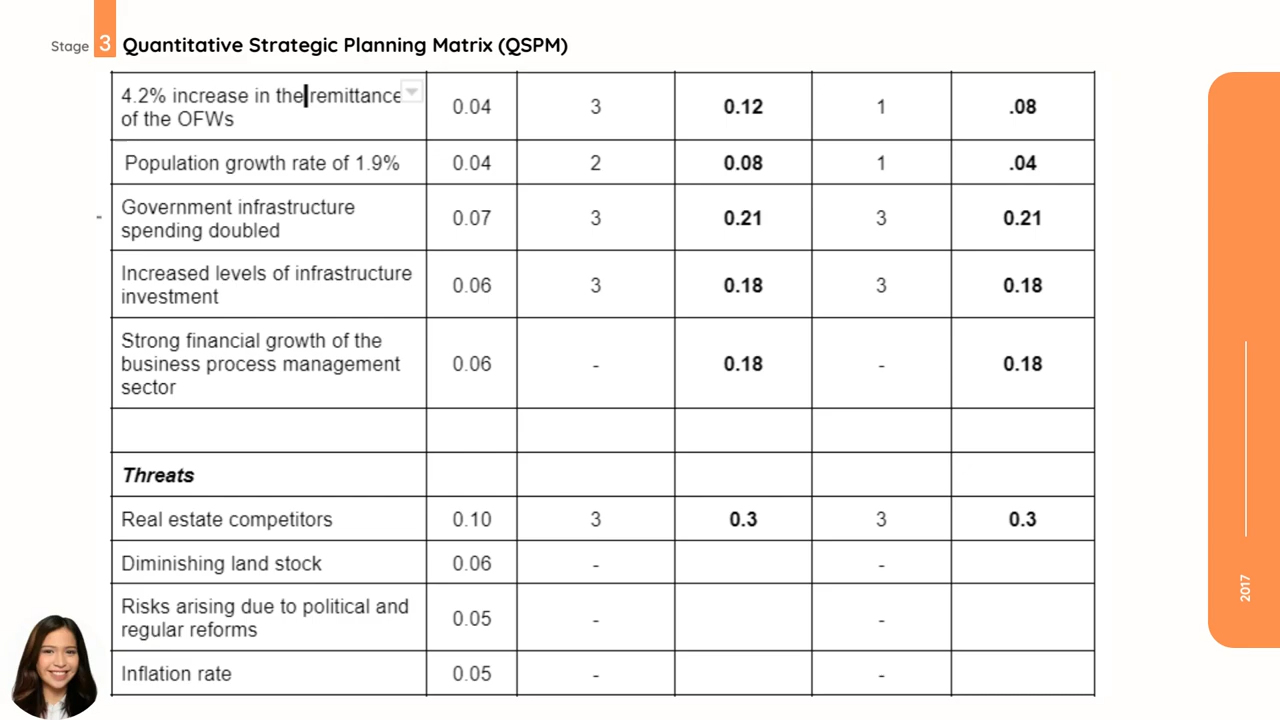 Stage 3 Quantitative Strategic Planning Matrix (QSPM)
4.2% increase in the remittance 0.04 3 0.12 1 .08
of the OFWs
Population growth rate of 1.9% 0.04 2 0.08 1 .04
Government infrastructure 0.07 3 0.21 3 0.21
spending doubled
Increased levels of infrastructure 0.06 3 0.18 3 0.18
investment
Strong financial growth of the
business process management 0.06 - 0.18 - 0.18
sector
Threats
Real estate competitors 0.10 3 0.3 3 0.3
Diminishing land stock 0.06 - -
Risks arising due to political and 0.05 - -
regular reforms
Inflation rate 0.05 - -
2017